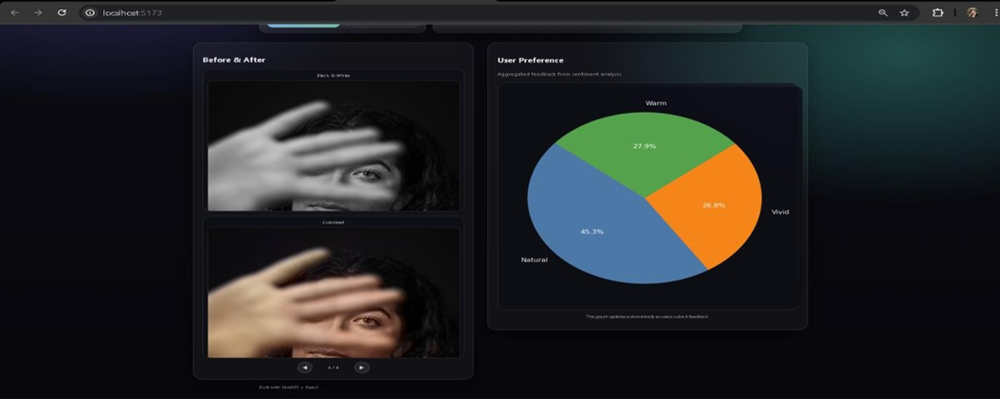 localhost:5173
Before & After
Black & White
Colorized
4 / 4
Built with FastAPI + React
User Preference
Aggregated feedback from sentiment analysis
Warm
27.9%
26.8%
Vivid
45.3%
Natural
This graph updates automatically as users submit feedback.